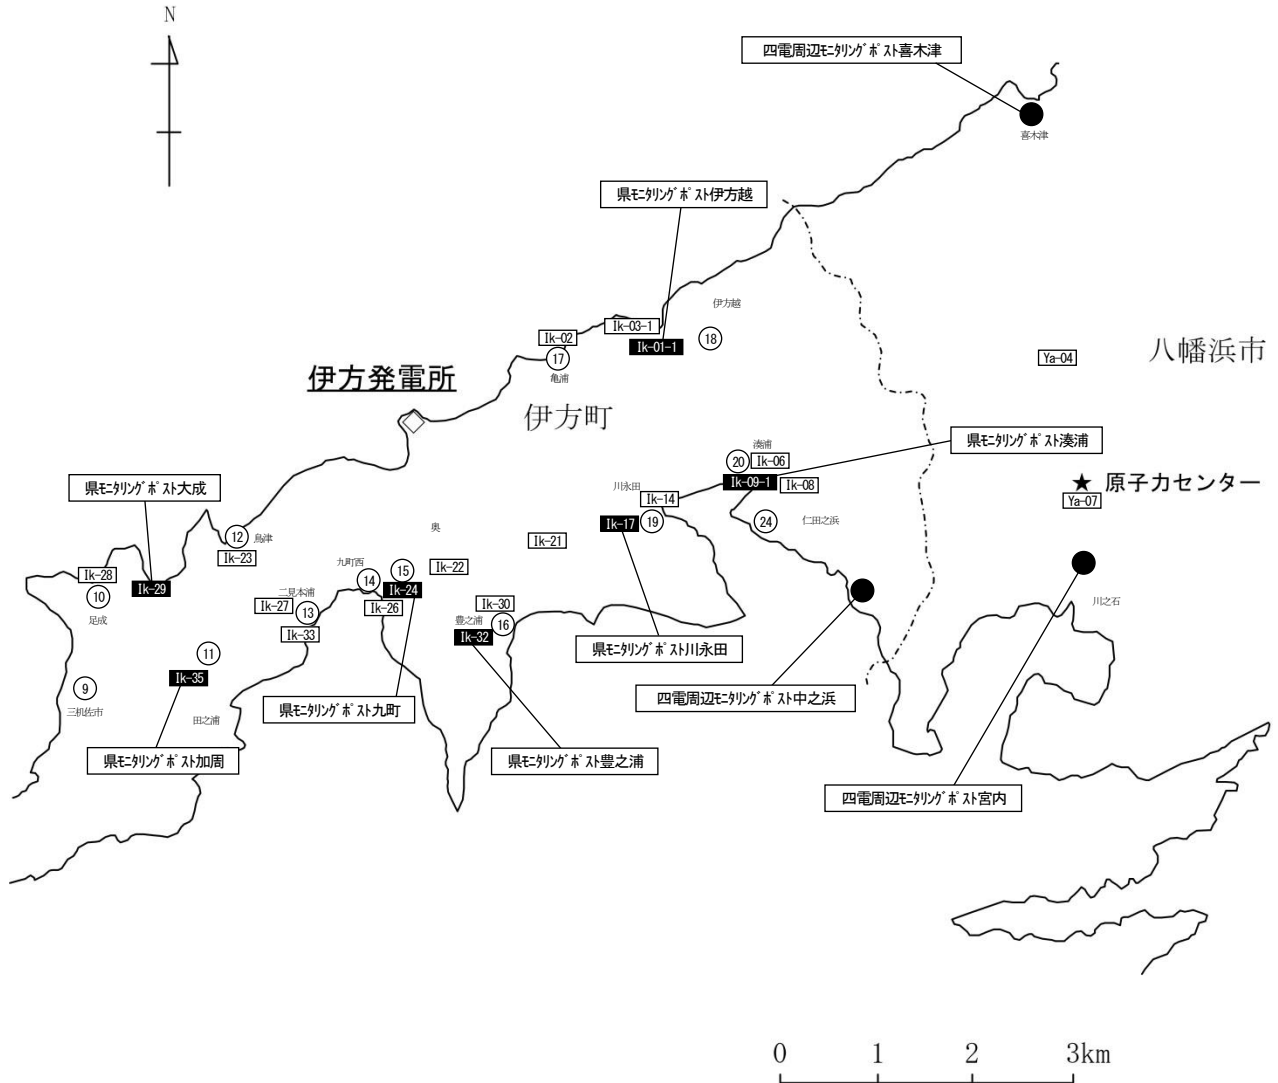 N
四電周辺モニタリングポスト喜木津
喜木津
県モニタリングポスト伊方越
伊方越
Ik-03-1
Ik-02
Ik-01-1
18
17
亀浦
Ya-04
八幡浜市
伊方発電所
伊方町
県モニタリングポスト湊浦
湊浦
20
Ik-06
県モニタリングポスト大成
川永田
Ik-09-1
Ik-08
★ 原子力センター
Ik-14
Ya-07
奥
Ik-17
19
24
仁田之浜
12
鳥津
Ik-21
Ik-23
九町西
15
Ik-22
Ik-28
14
Ik-29
二見本浦
Ik-24
10
Ik-27
13
Ik-26
Ik-30
川之石
足成
豊之浦
16
Ik-33
Ik-32
11
県モニタリングポスト川永田
Ik-35
9
四電周辺モニタリングポスト中之浜
三机佐市
田之浦
県モニタリングポスト九町
県モニタリングポスト加周
県モニタリングポスト豊之浦
四電周辺モニタリングポスト宮内
0 1 2 3km